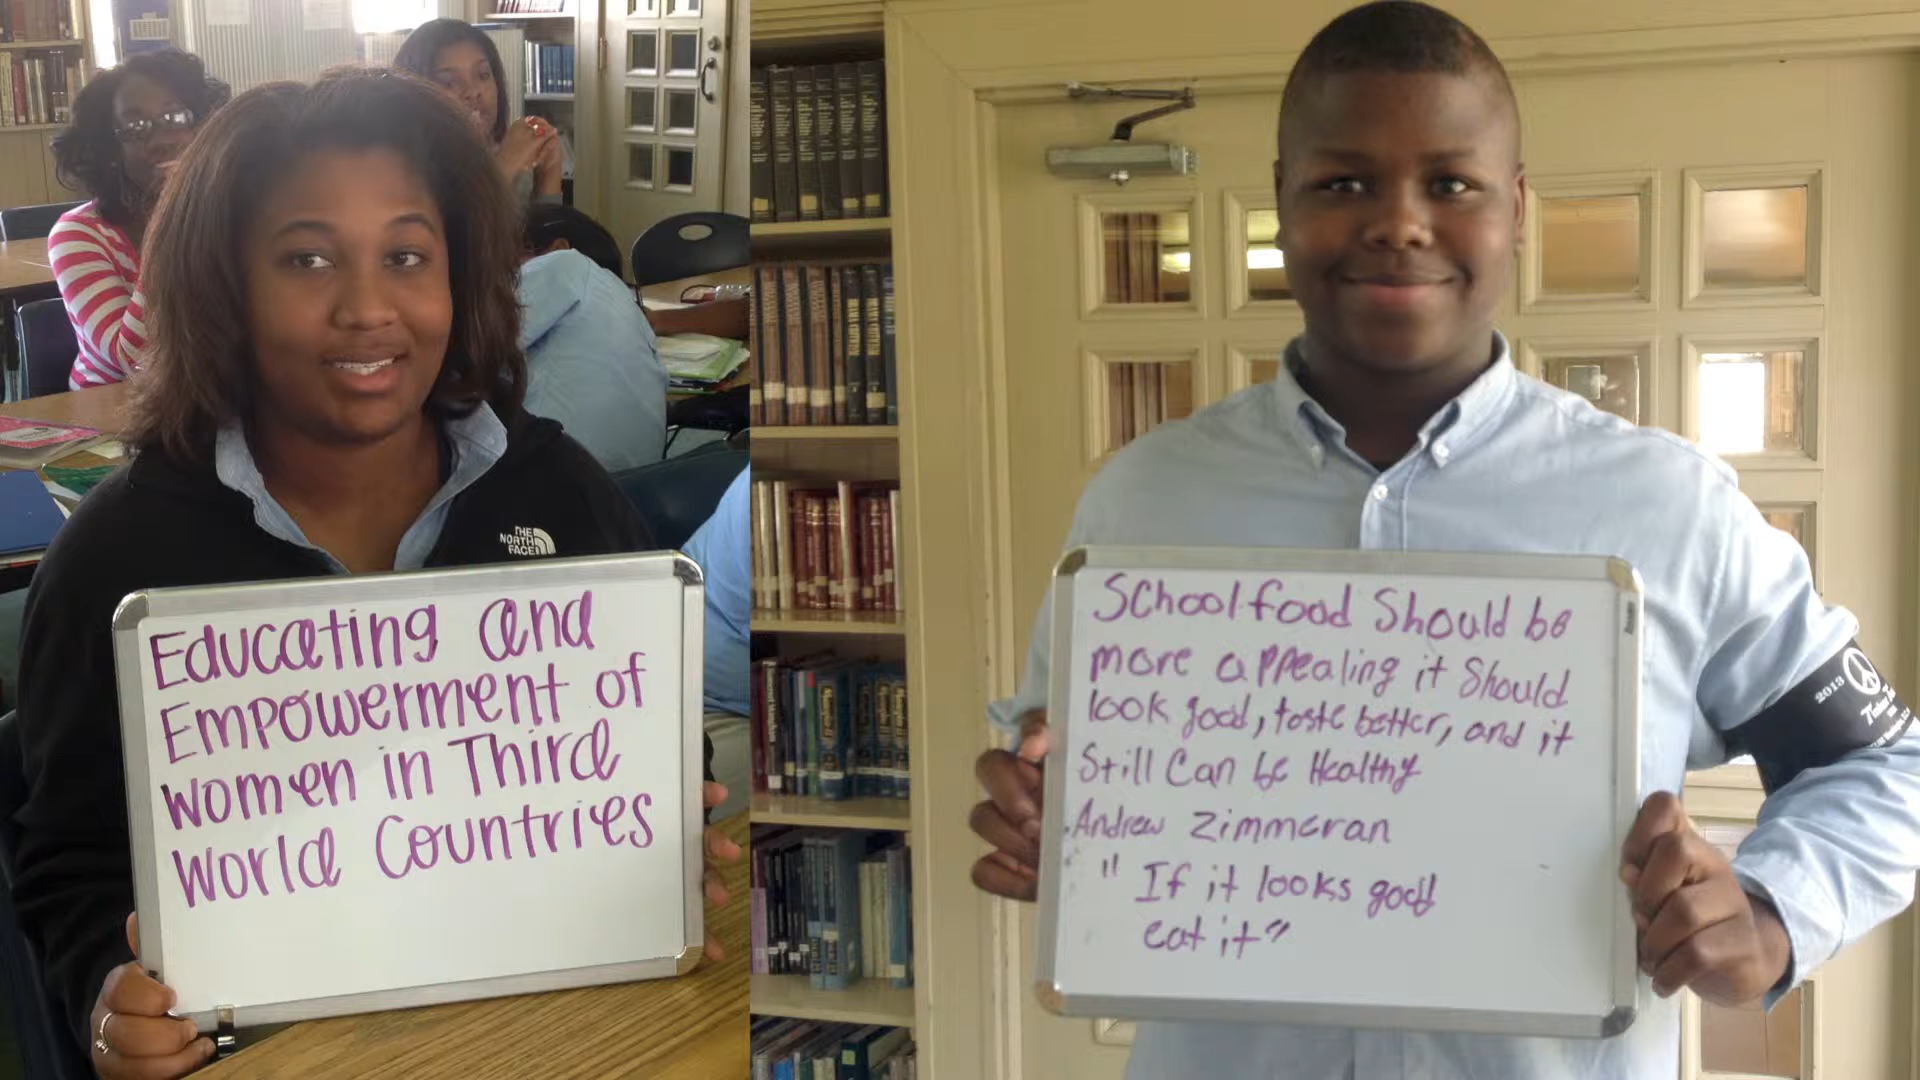 THE
NORTH
FACE
Educating and
Empowerment of
women in Third
World Countries
School food Should be
more appealing it Should
look good, taste better, and it
Still Can be Healthy
Andrew Zimmeran
" If it looks good
eat it"
2013